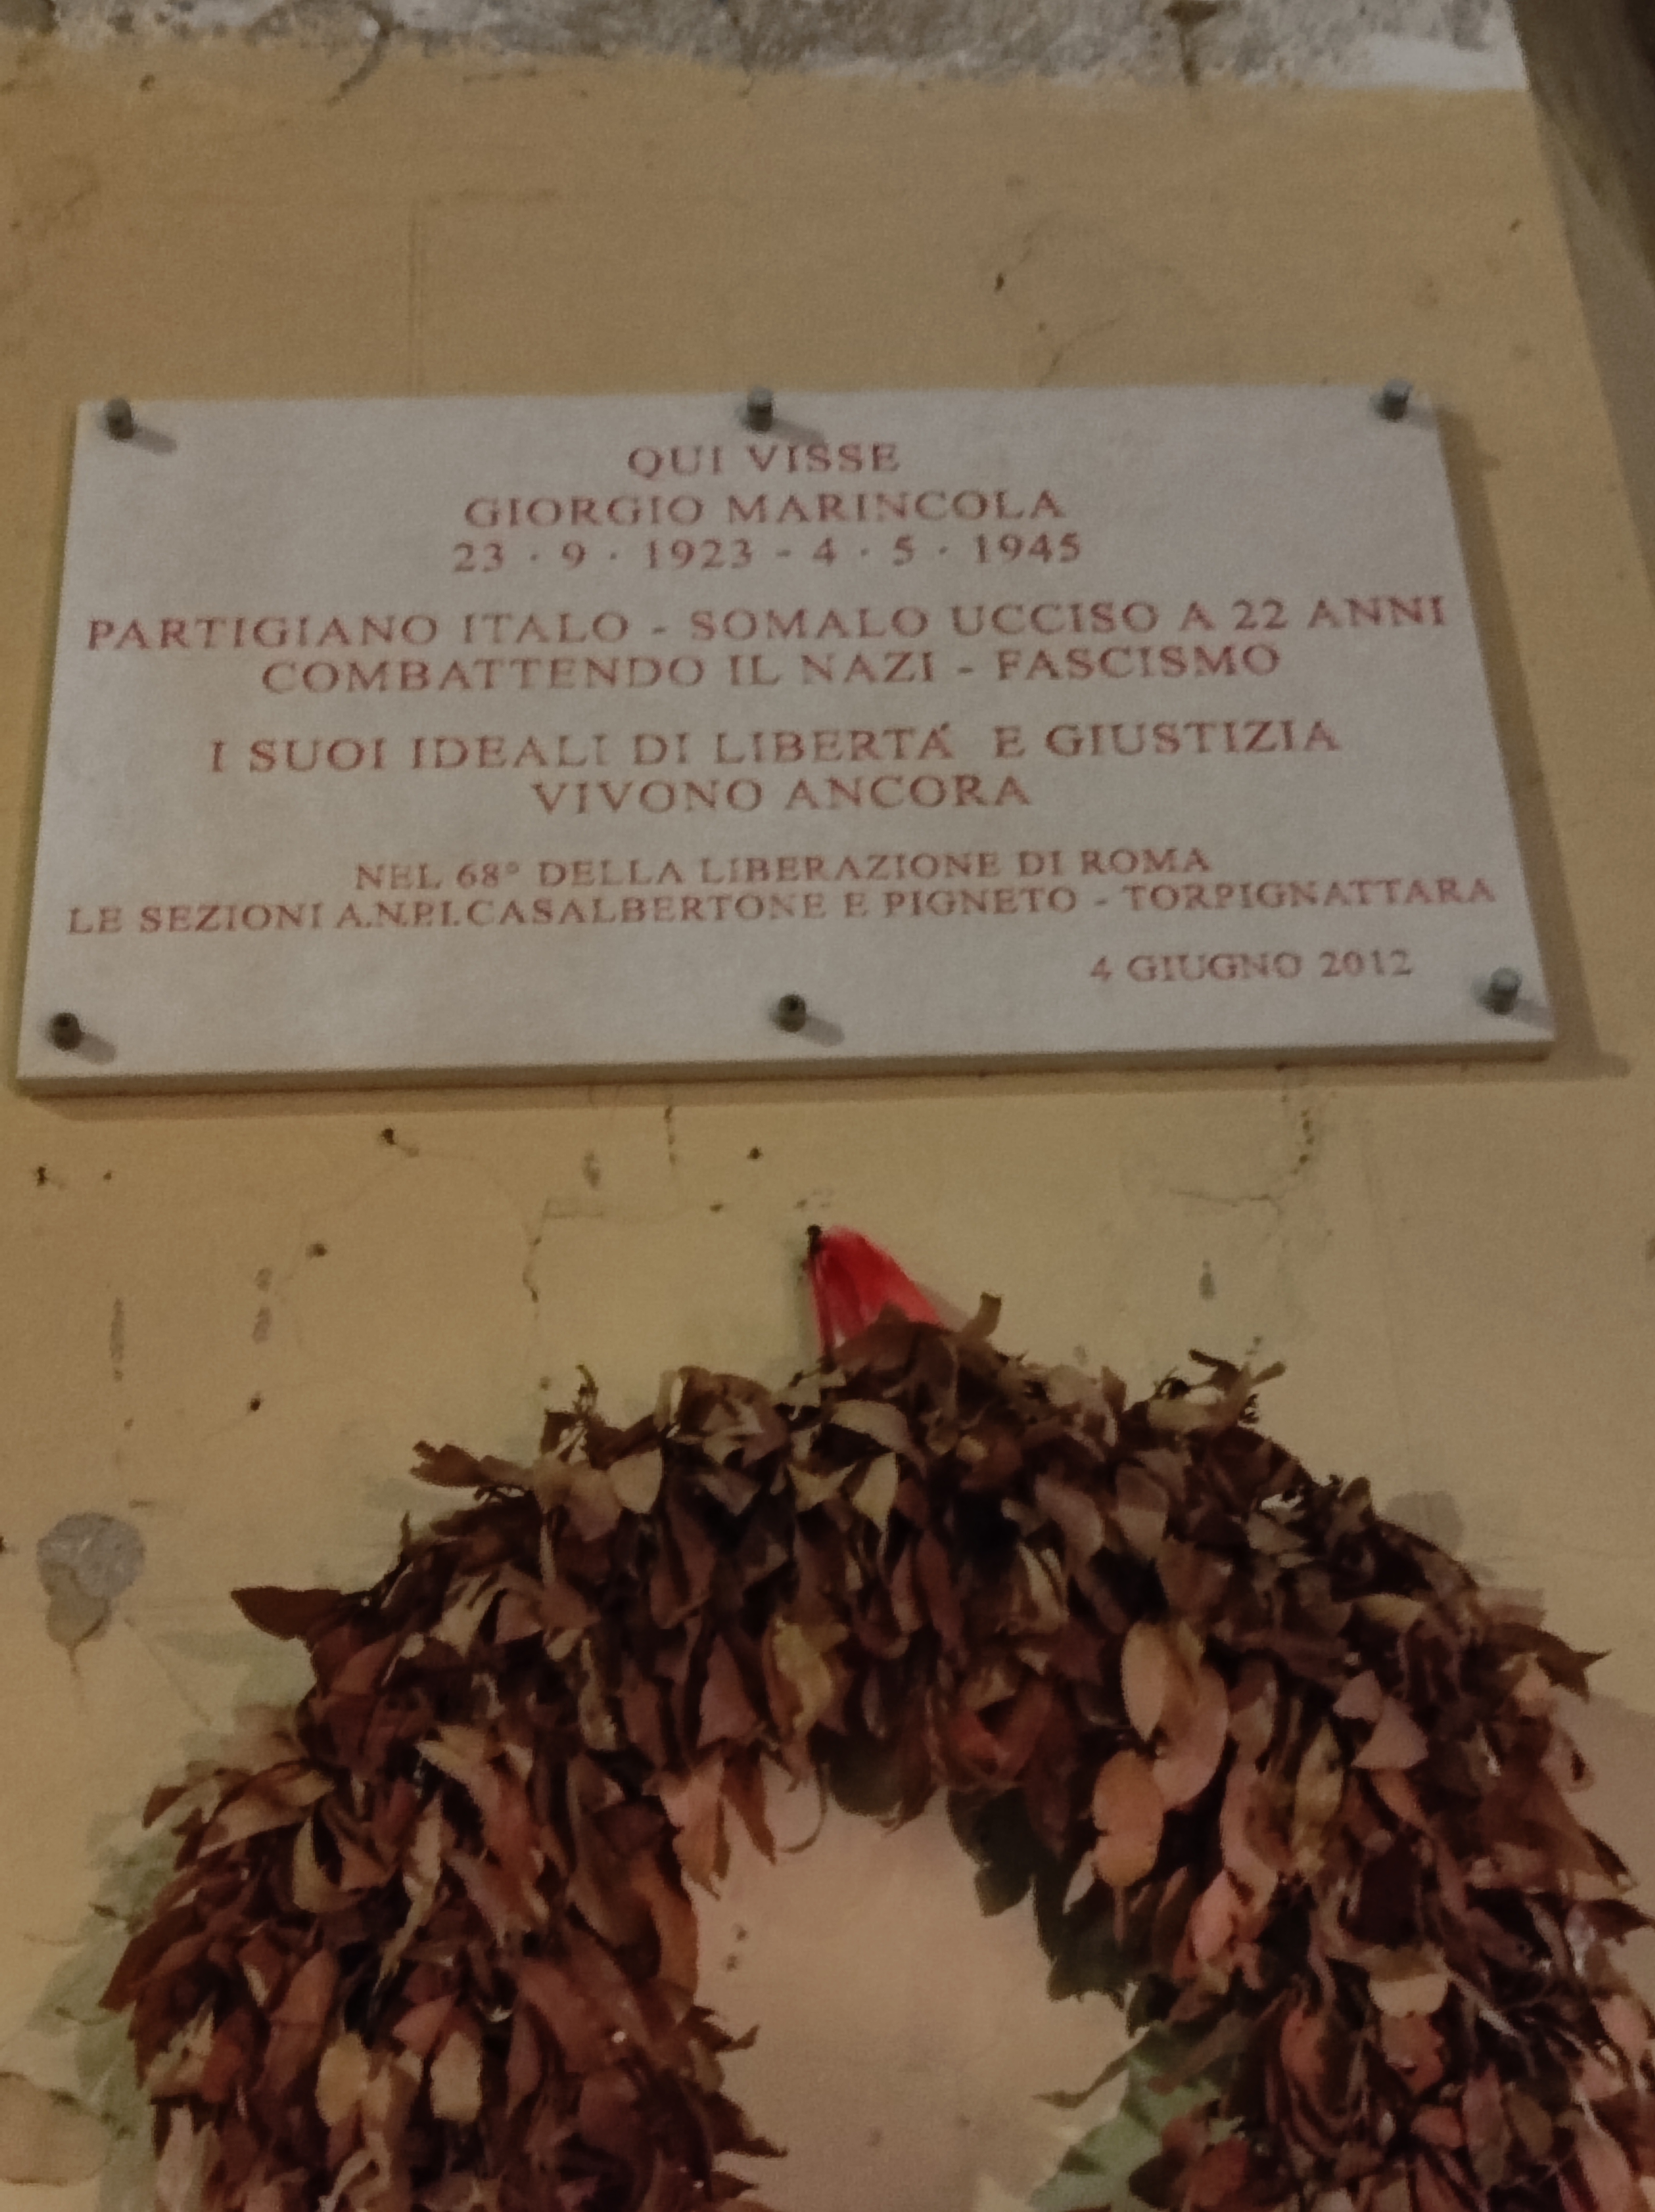 QUI VISSE
GIORGIO MARINCOLA
23 · 9 · 1923 - 4 · 5 · 1945
PARTIGIANO ITALO - SOMALO UCCISO A 22 ANNI
COMBATTENDO IL NAZI - FASCISMO
I SUOI IDEALI DI LIBERTÁ E GIUSTIZIA
VIVONO ANCORA
NEL 68° DELLA LIBERAZIONE DI ROMA
LE SEZIONI A.N.P.I.CASALBERTONE E PIGNETO - TORPIGNATTARA
4 GIUGNO 2012